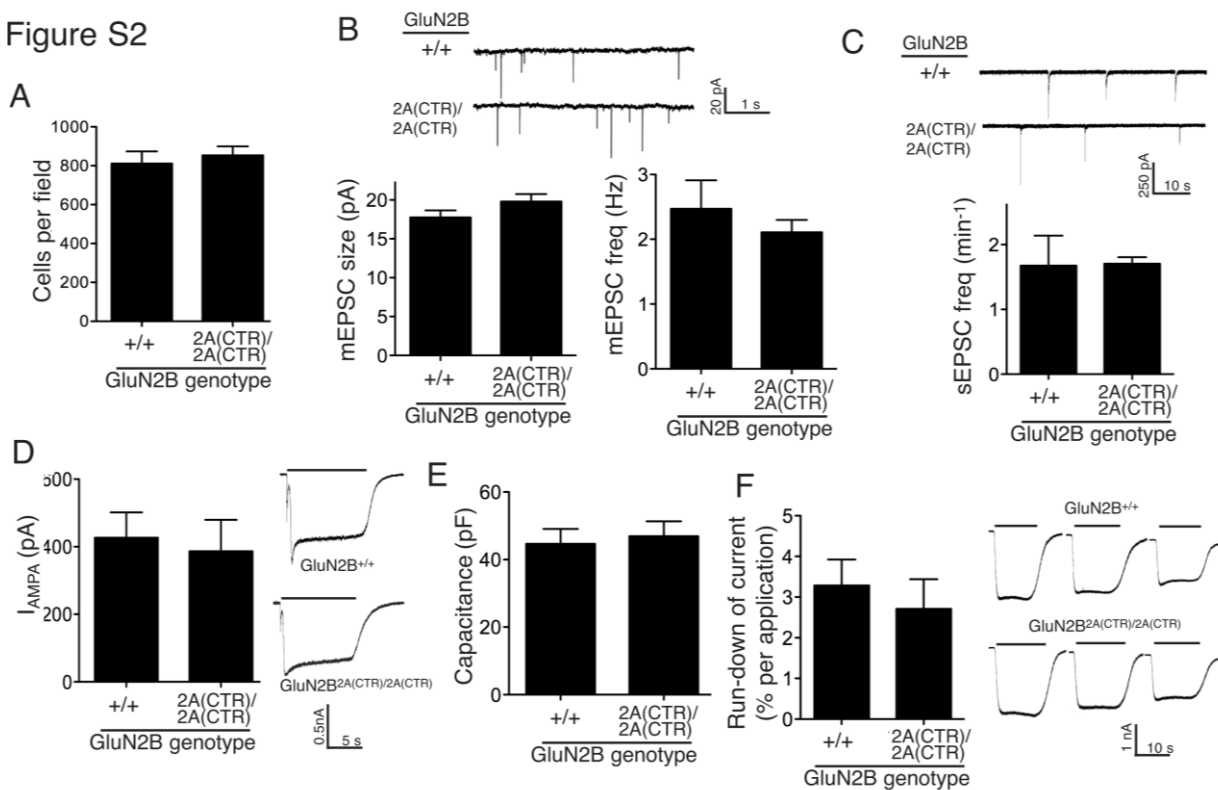 Figure S2
A
Cells per field
1000
800
600
400
200
0
+/+
2A(CTR)/
2A(CTR)
GluN2B genotype
B
GluN2B
+/+
2A(CTR)/
2A(CTR)
20 pA
1 s
mEPSC size (pA)
20
15
10
5
0
+/+
2A(CTR)/
2A(CTR)
GluN2B genotype
mEPSC freq (Hz)
3
2
1
0
+/+
2A(CTR)/
2A(CTR)
GluN2B genotype
C
GluN2B
+/+
2A(CTR)/
2A(CTR)
250 pA
10 s
sEPSC freq (min-1)
2
1
0
+/+
2A(CTR)/
2A(CTR)
GluN2B genotype
D
IAMPA (pA)
400
200
0
+/+
2A(CTR)/
2A(CTR)
GluN2B genotype
GluN2B+/+
GluN2B2A(CTR)/2A(CTR)
0.5nA
5 s
E
Capacitance (pF)
60
40
20
0
+/+
2A(CTR)/
2A(CTR)
GluN2B genotype
F
Run-down of current
(% per application)
5
4
3
2
1
0
+/+
2A(CTR)/
2A(CTR)
GluN2B genotype
GluN2B+/+
GluN2B2A(CTR)/2A(CTR)
1 nA
10 s